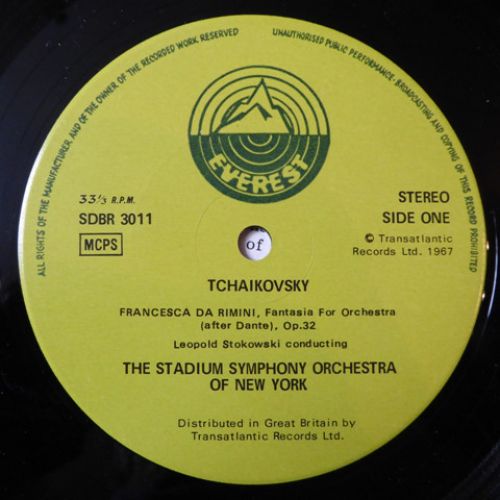 ALL RIGHTS OF THE MANUFACTURER AND OF THE OWNER OF THE RECORDED WORK RESERVED
UNAUTHORISED PUBLIC PERFORMANCE, BROADCASTING AND COPYING OF THIS RECORD PROHIBITED
EVEREST
33⅓ R.P.M.
SDBR 3011
MCPS
STEREO
SIDE ONE
℗ Transatlantic
Records Ltd. 1967
of
TCHAIKOVSKY
FRANCESCA DA RIMINI, Fantasia For Orchestra
(after Dante), Op.32
Leopold Stokowski conducting
THE STADIUM SYMPHONY ORCHESTRA
OF NEW YORK
Distributed in Great Britain by
Transatlantic Records Ltd.